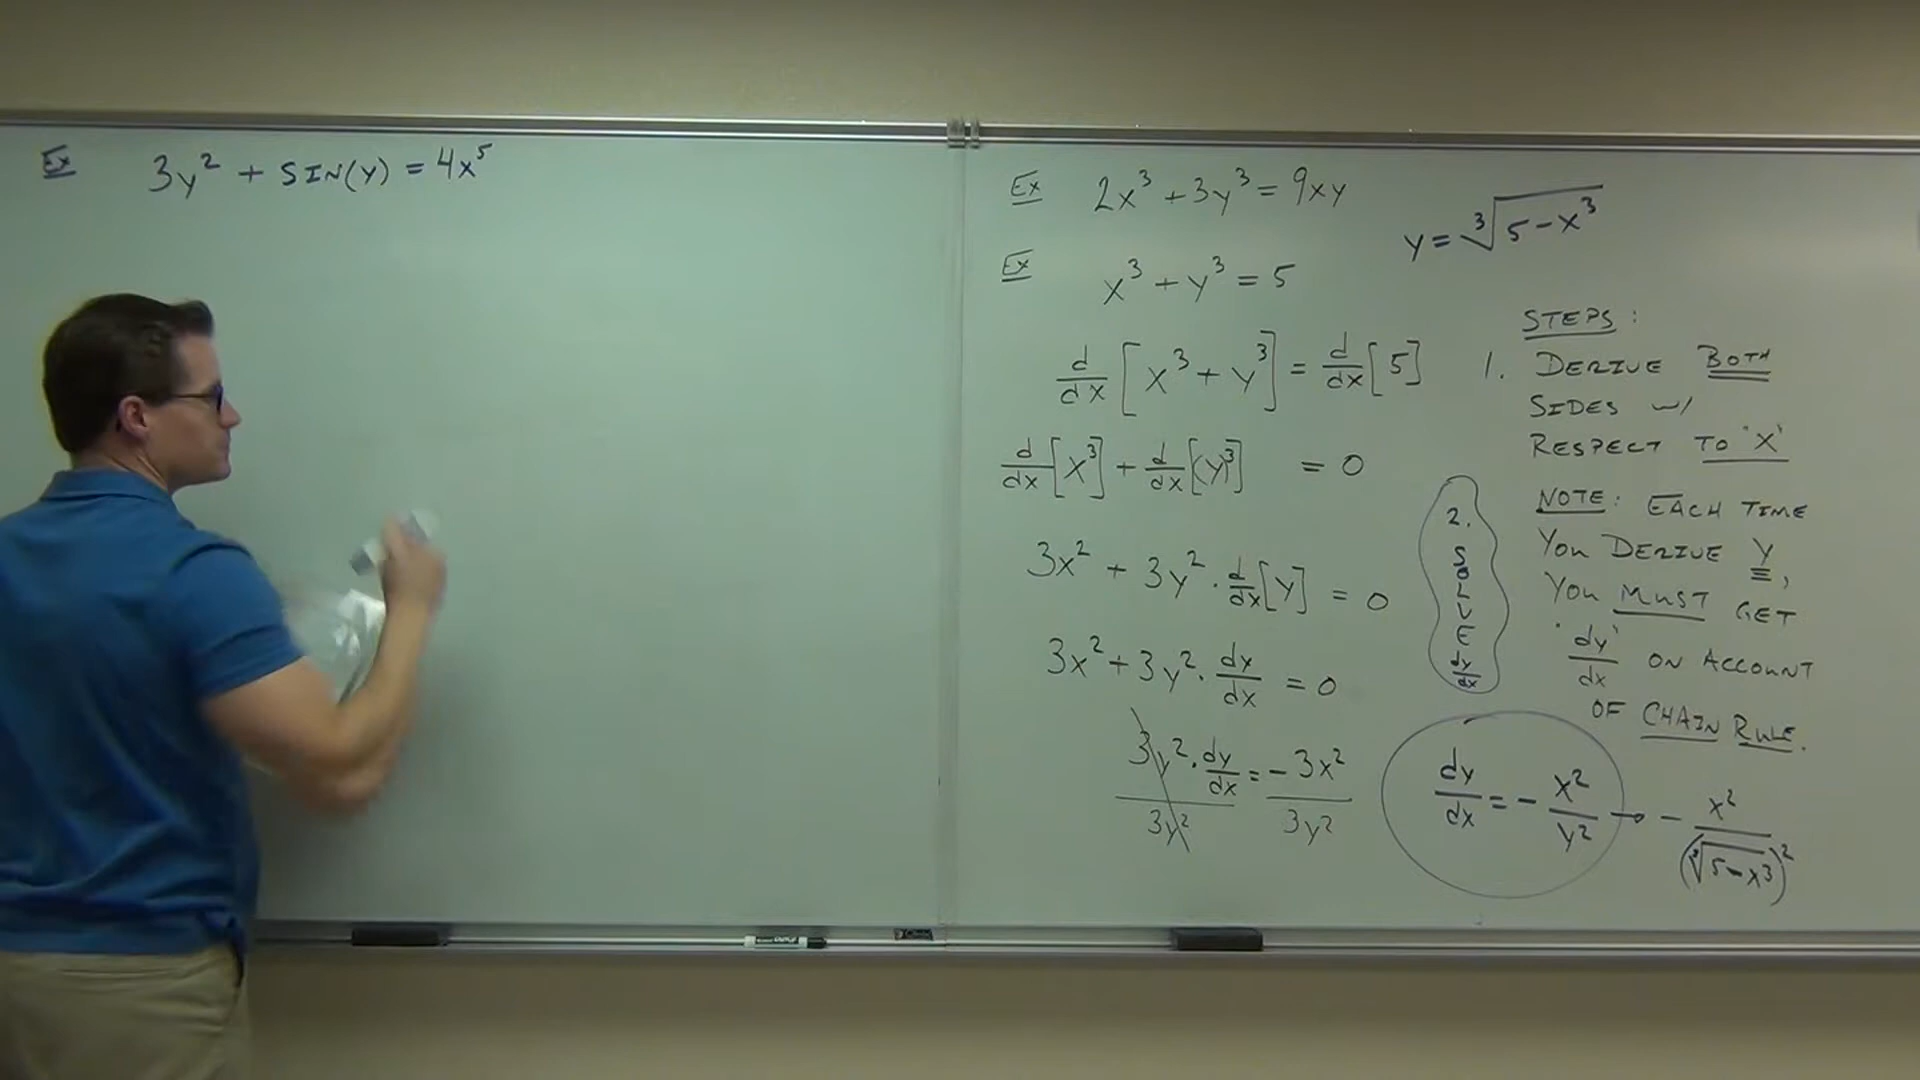 Ex 3y² + SIN(y) = 4x⁵
Ex 2x³ + 3y³ = 9xy
y = ∛(5-x³)
Ex x³ + y³ = 5
d/dx [x³ + y³] = d/dx [5]
d/dx [x³] + d/dx [(y)³] = 0
3x² + 3y² · d/dx [y] = 0
3x² + 3y² · dy/dx = 0
3y² · dy/dx = -3x²
3y² 3y²
STEPS:
1. DERIVE BOTH
SIDES w/
RESPECT TO "X"
NOTE: EACH TIME
YOU DERIVE Y,
YOU MUST GET
"dy/dx" ON ACCOUNT
OF CHAIN RULE.
2.
S
O
L
V
E
dy/dx
dy/dx = - x²/y² → - x²/(∛(5-x³))²